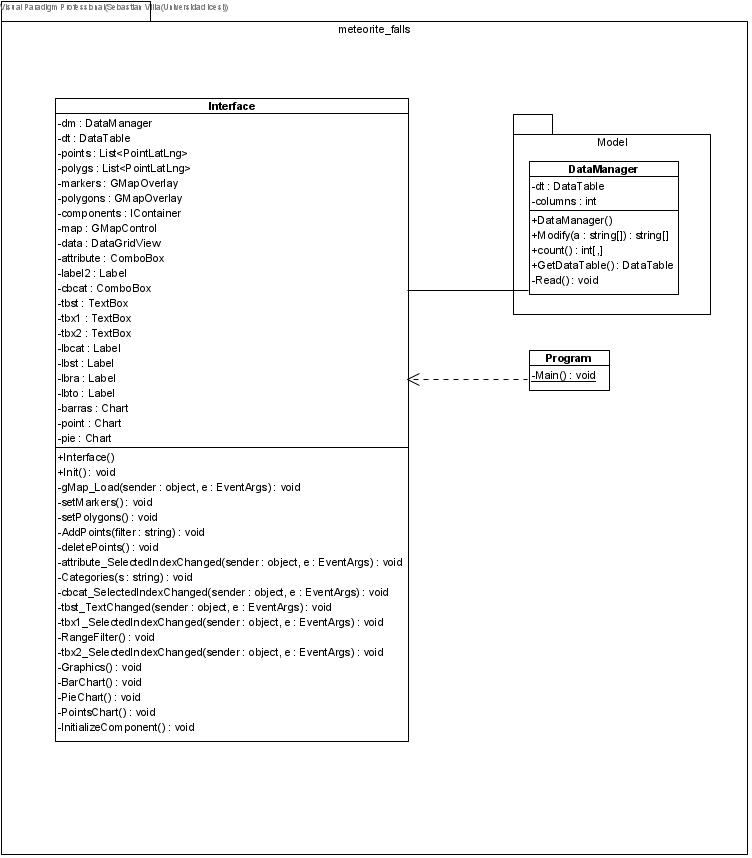 Visual Paradigm Professional(Sebastian Villa(Universidad Icesi))
meteorite_falls
Interface
-dm : DataManager
-dt : DataTable
-points : List<PointLatLng>
-polygs : List<PointLatLng>
-markers : GMapOverlay
-polygons : GMapOverlay
-components : IContainer
-map : GMapControl
-data : DataGridView
-attribute : ComboBox
-label2 : Label
-cbcat : ComboBox
-tbst : TextBox
-tbx1 : TextBox
-tbx2 : TextBox
-lbcat : Label
-lbst : Label
-lbra : Label
-lbto : Label
-barras : Chart
-point : Chart
-pie : Chart
+Interface()
+Init() : void
-gMap_Load(sender : object, e : EventArgs) : void
-setMarkers() : void
-setPolygons() : void
-AddPoints(filter : string) : void
-deletePoints() : void
-attribute_SelectedIndexChanged(sender : object, e : EventArgs) : void
-Categories(s : string) : void
-cbcat_SelectedIndexChanged(sender : object, e : EventArgs) : void
-tbst_TextChanged(sender : object, e : EventArgs) : void
-tbx1_SelectedIndexChanged(sender : object, e : EventArgs) : void
-RangeFilter() : void
-tbx2_SelectedIndexChanged(sender : object, e : EventArgs) : void
-Graphics() : void
-BarChart() : void
-PieChart() : void
-PointsChart() : void
-InitializeComponent() : void
Model
DataManager
-dt : DataTable
-columns : int
+DataManager()
+Modify(a : string[]) : string[]
+count() : int[,]
+GetDataTable() : DataTable
-Read() : void
Program
-Main() : void